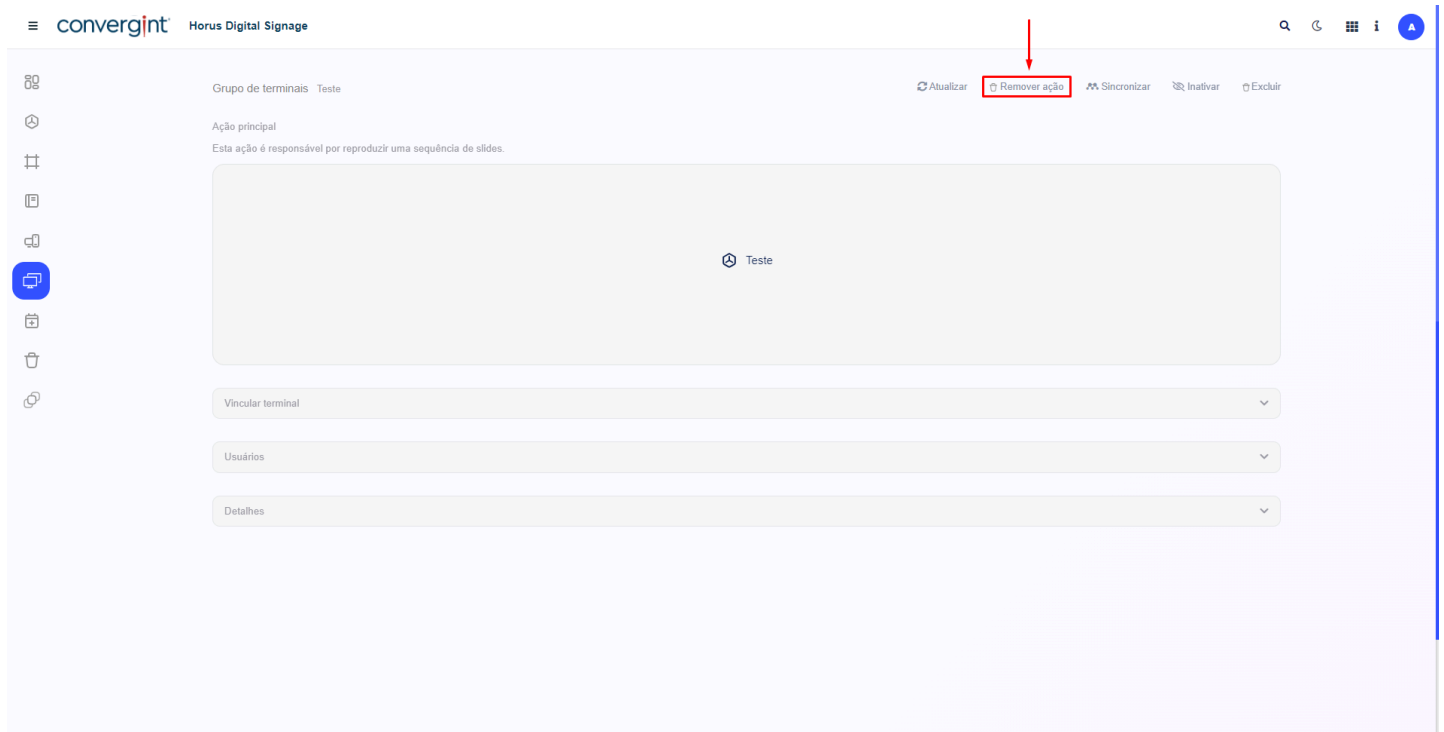 convergint Horus Digital Signage A
Grupo de terminais Teste Atualizar Remover ação Sincronizar Inativar Excluir
Ação principal
Esta ação é responsável por reproduzir uma sequência de slides.
Teste
Vincular terminal
Usuários
Detalhes